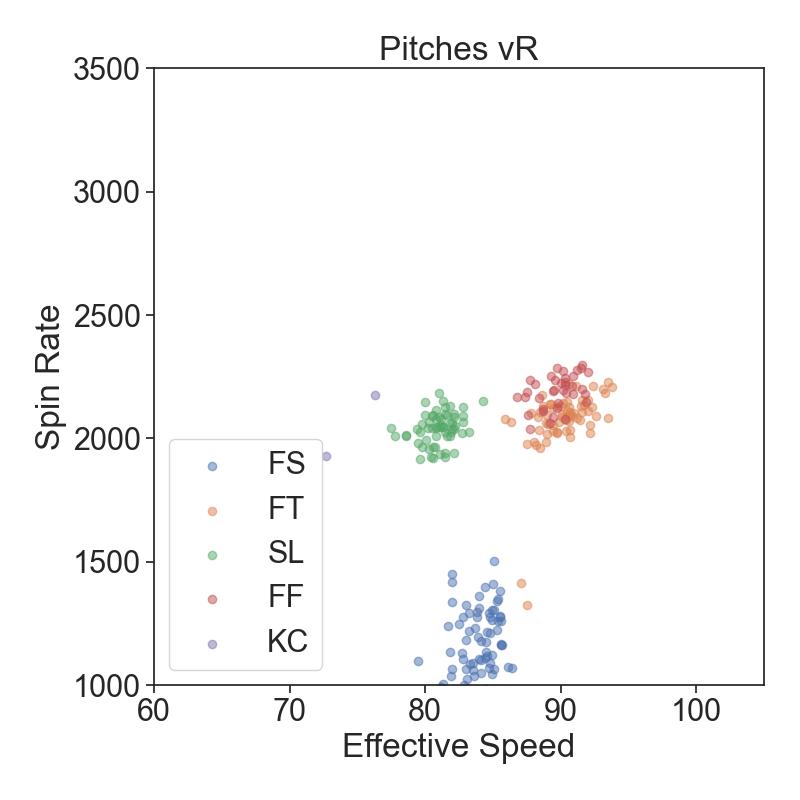 Pitches vR
3500
3000
2500
2000
1500
1000
Spin Rate
FS
FT
SL
FF
KC
60 70 80 90 100
Effective Speed